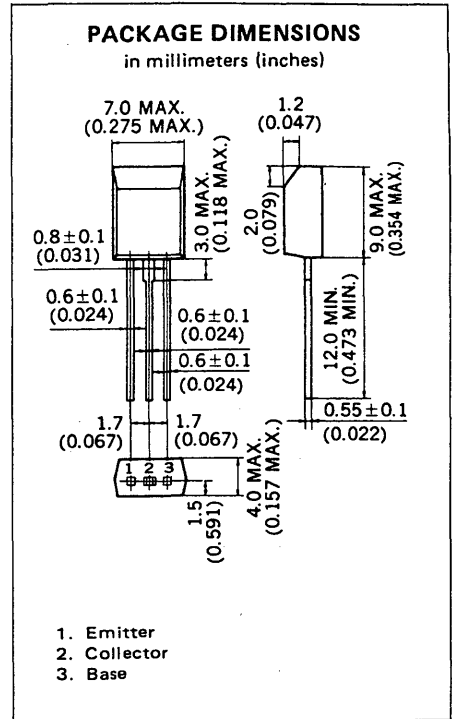 PACKAGE DIMENSIONS
in millimeters (inches)
7.0 MAX.
(0.275 MAX.)
1.2
(0.047)
3.0 MAX.
(0.118 MAX.)
2.0
(0.079)
9.0 MAX.
(0.354 MAX.)
0.8±0.1
(0.031)
0.6±0.1
(0.024)
0.6±0.1
(0.024)
0.6±0.1
(0.024)
12.0 MIN.
(0.473 MIN.)
0.55±0.1
(0.022)
1.7
(0.067)
1.7
(0.067)
1 2 3
4.0 MAX.
(0.157 MAX.)
1.5
(0.591)
1. Emitter
2. Collector
3. Base